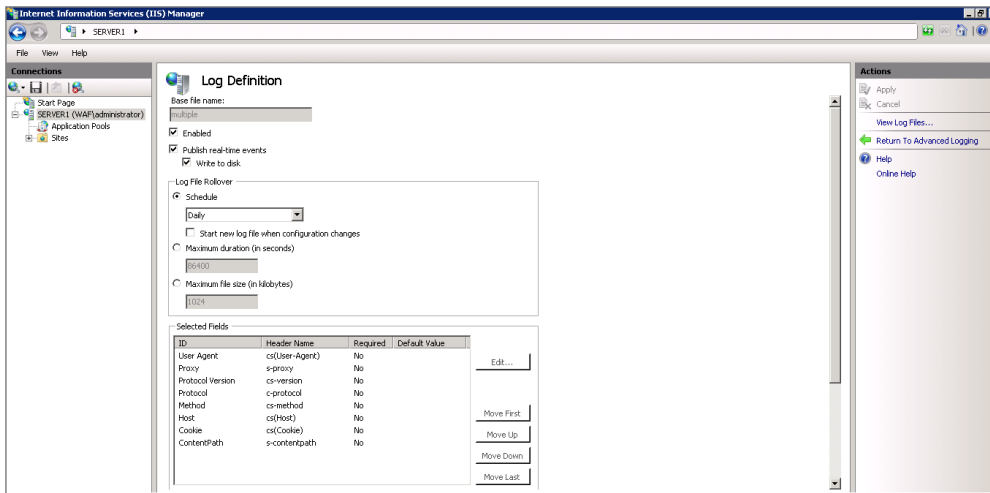 Internet Information Services (IIS) Manager
SERVER1
File View Help
Connections
Start Page
SERVER1 (WAF\administrator)
Application Pools
Sites
Log Definition
Base file name:
multiple
Enabled
Publish real-time events
Write to disk
Log File Rollover
Schedule
Daily
Start new log file when configuration changes
Maximum duration (in seconds)
86400
Maximum file size (in kilobytes)
1024
Selected Fields
ID Header Name Required Default Value
User Agent cs(User-Agent) No
Proxy s-proxy No
Protocol Version cs-version No
Protocol c-protocol No
Method cs-method No
Host cs(Host) No
Cookie cs(Cookie) No
ContentPath s-contentpath No
Edit...
Move First
Move Up
Move Down
Move Last
Actions
Apply
Cancel
View Log Files...
Return To Advanced Logging
Help
Online Help